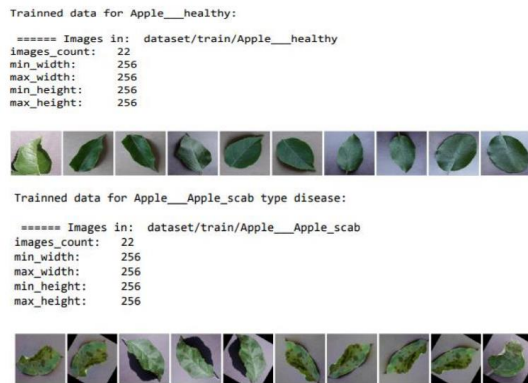 Trainned data for Apple___healthy:
====== Images in: dataset/train/Apple___healthy
images_count: 22
min_width: 256
max_width: 256
min_height: 256
max_height: 256
Trainned data for Apple___Apple_scab type disease:
====== Images in: dataset/train/Apple___Apple_scab
images_count: 22
min_width: 256
max_width: 256
min_height: 256
max_height: 256